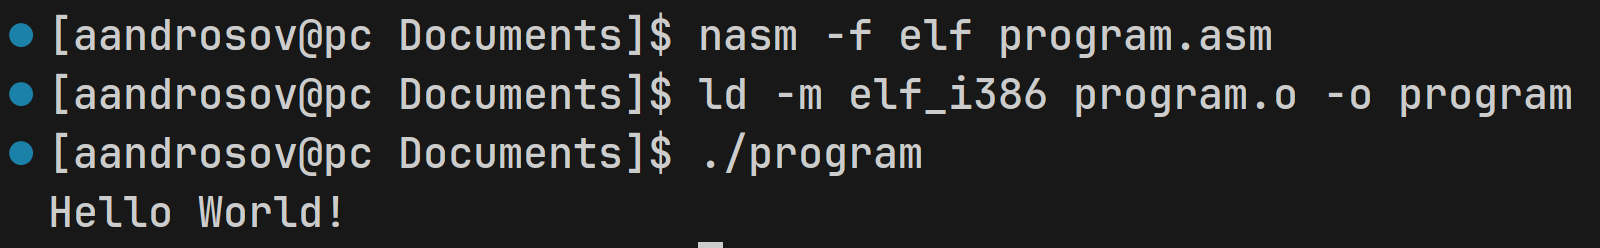 [aandrosov@pc Documents]$ nasm -f elf program.asm
[aandrosov@pc Documents]$ ld -m elf_i386 program.o -o program
[aandrosov@pc Documents]$ ./program
Hello World!